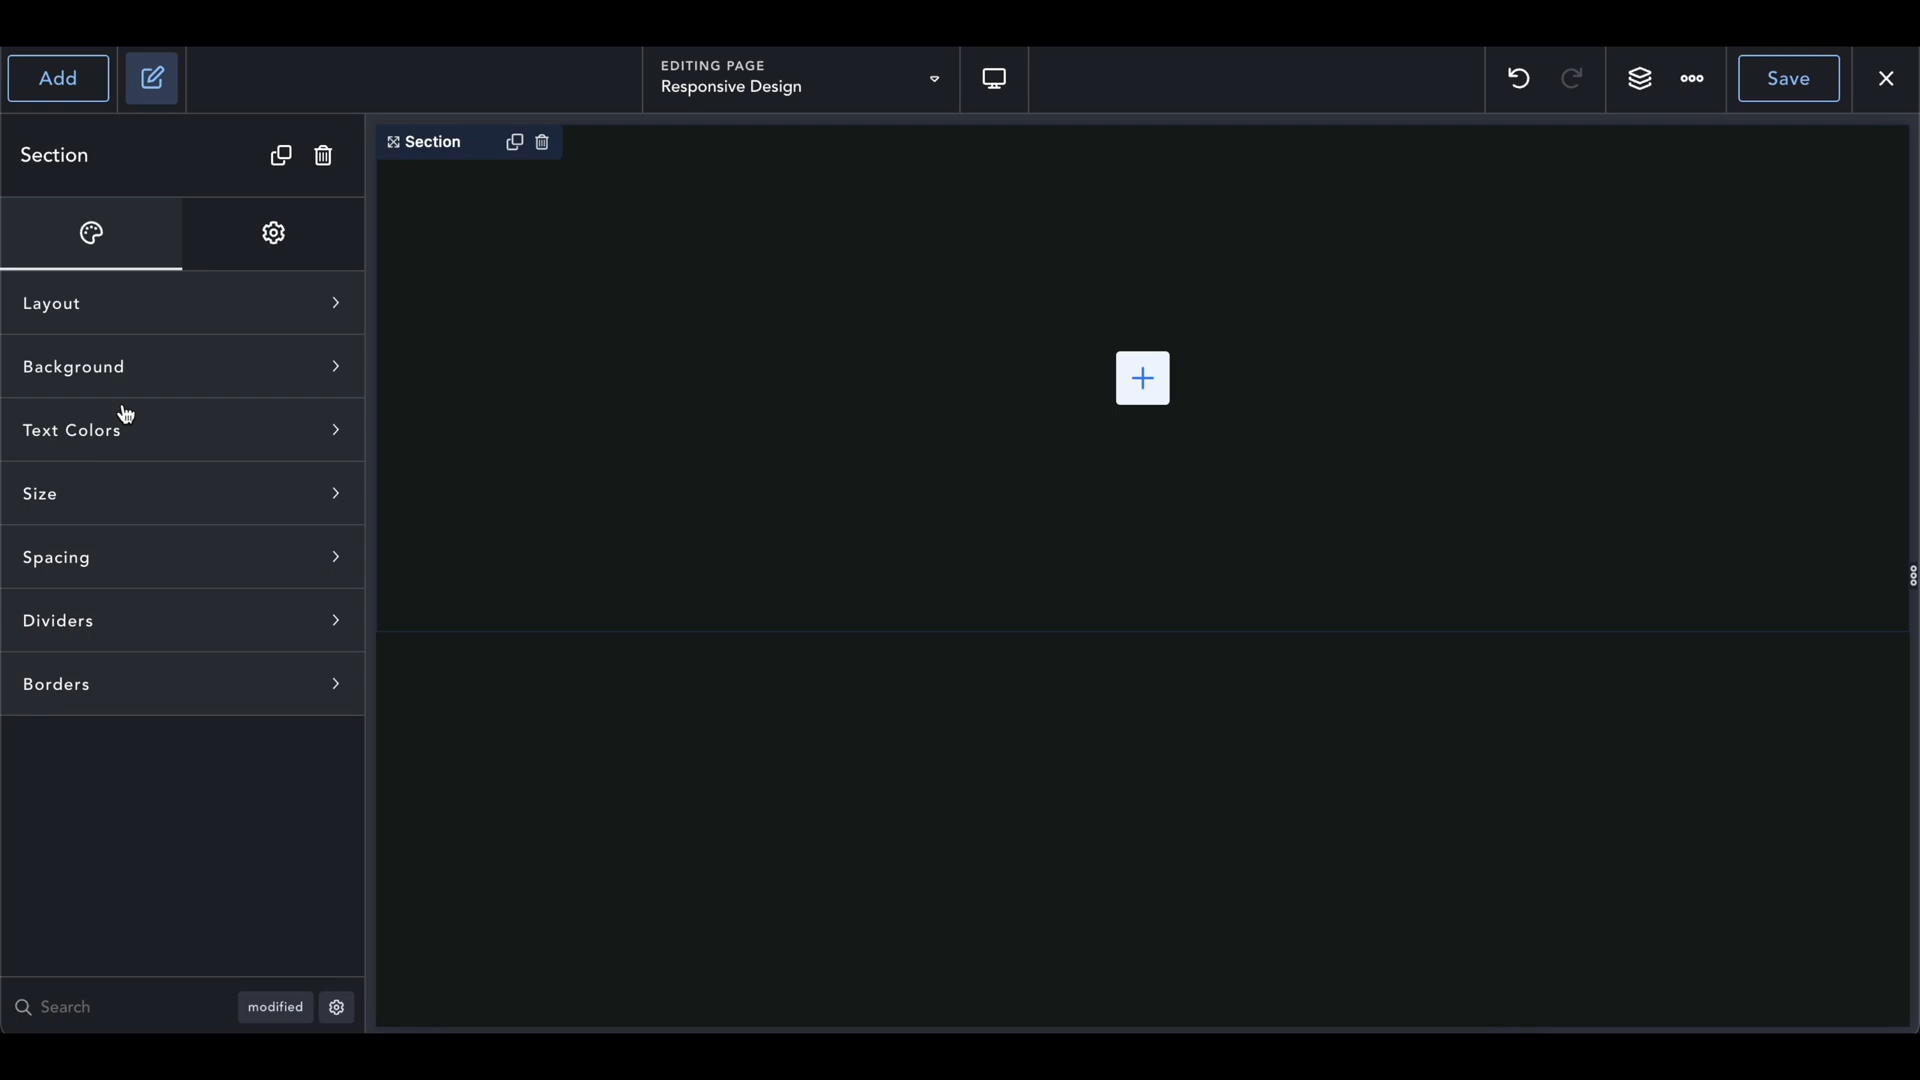 Add
EDITING PAGE
Responsive Design
Save
Section
Section
Layout
Background
Text Colors
Size
Spacing
Dividers
Borders
Search
modified